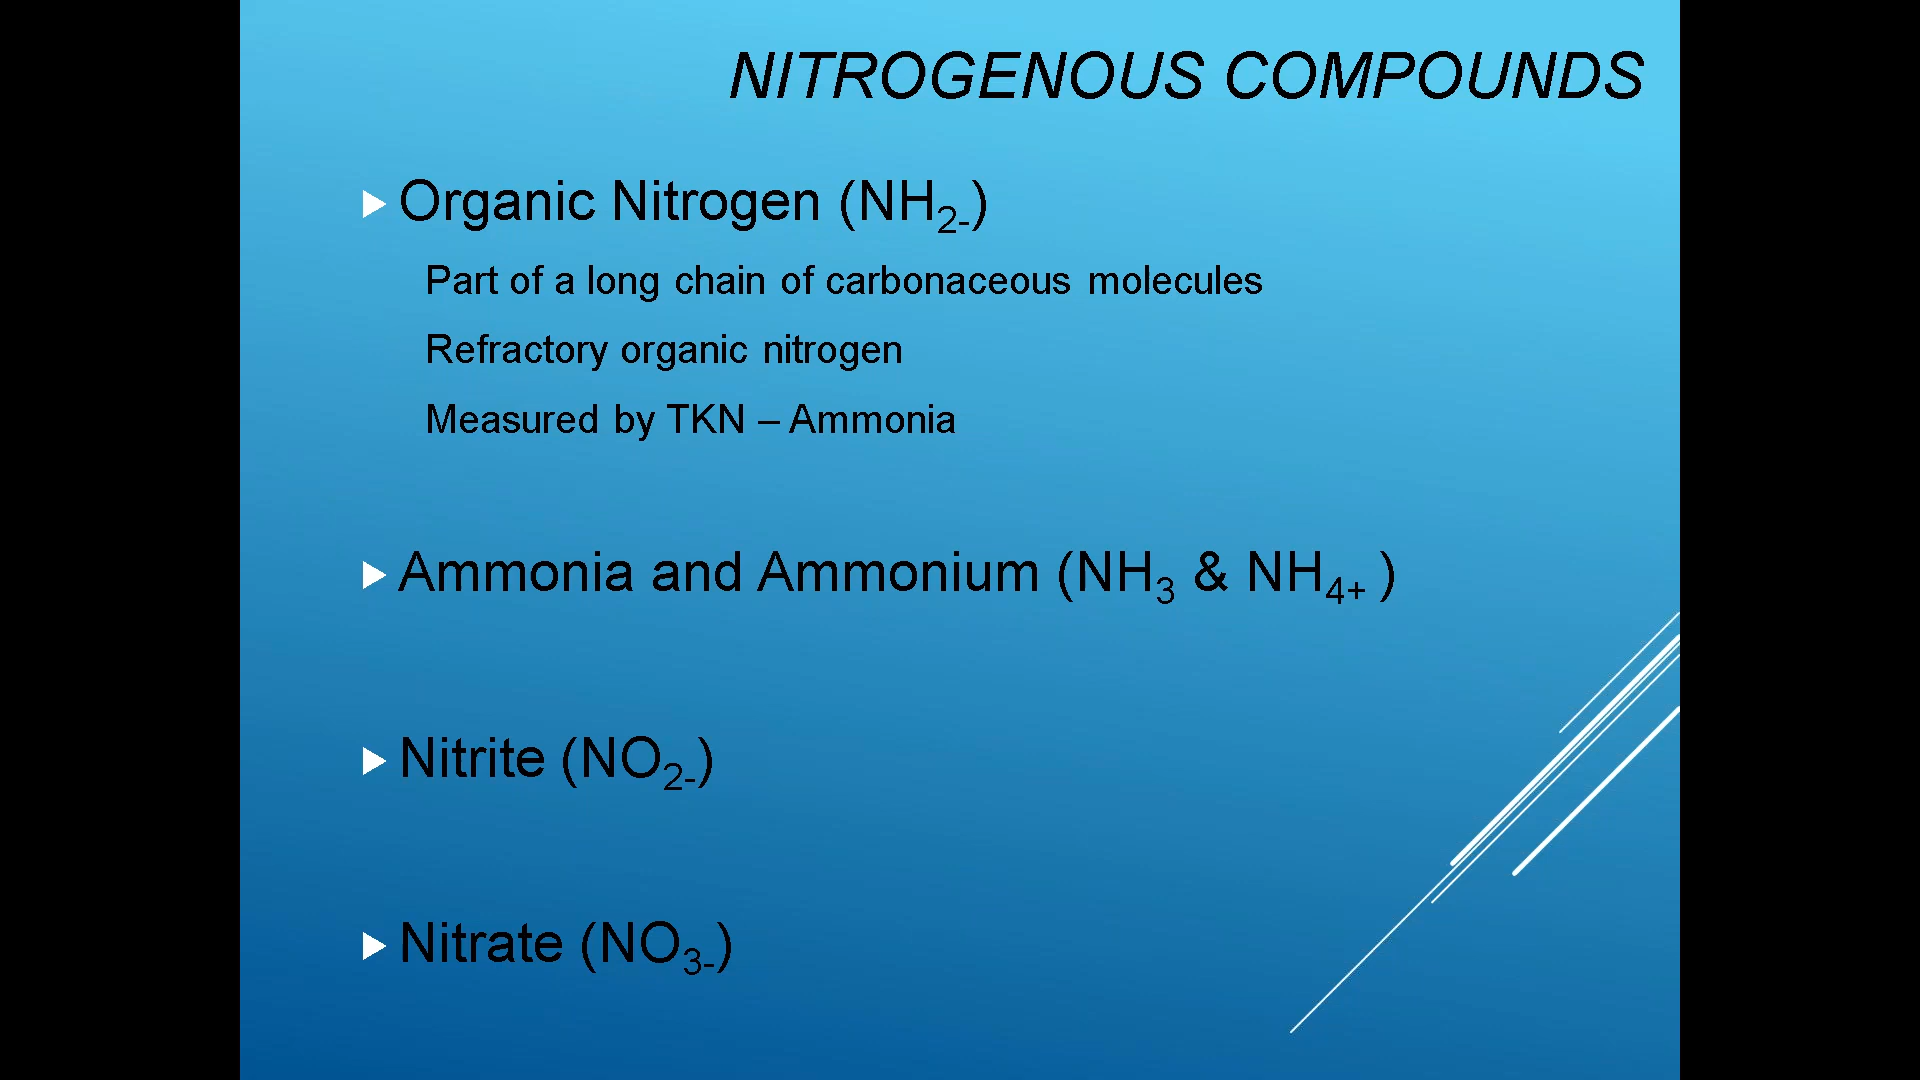 NITROGENOUS COMPOUNDS
Organic Nitrogen (NH₂₋)
Part of a long chain of carbonaceous molecules
Refractory organic nitrogen
Measured by TKN – Ammonia
Ammonia and Ammonium (NH₃ & NH₄₊ )
Nitrite (NO₂₋)
Nitrate (NO₃₋)